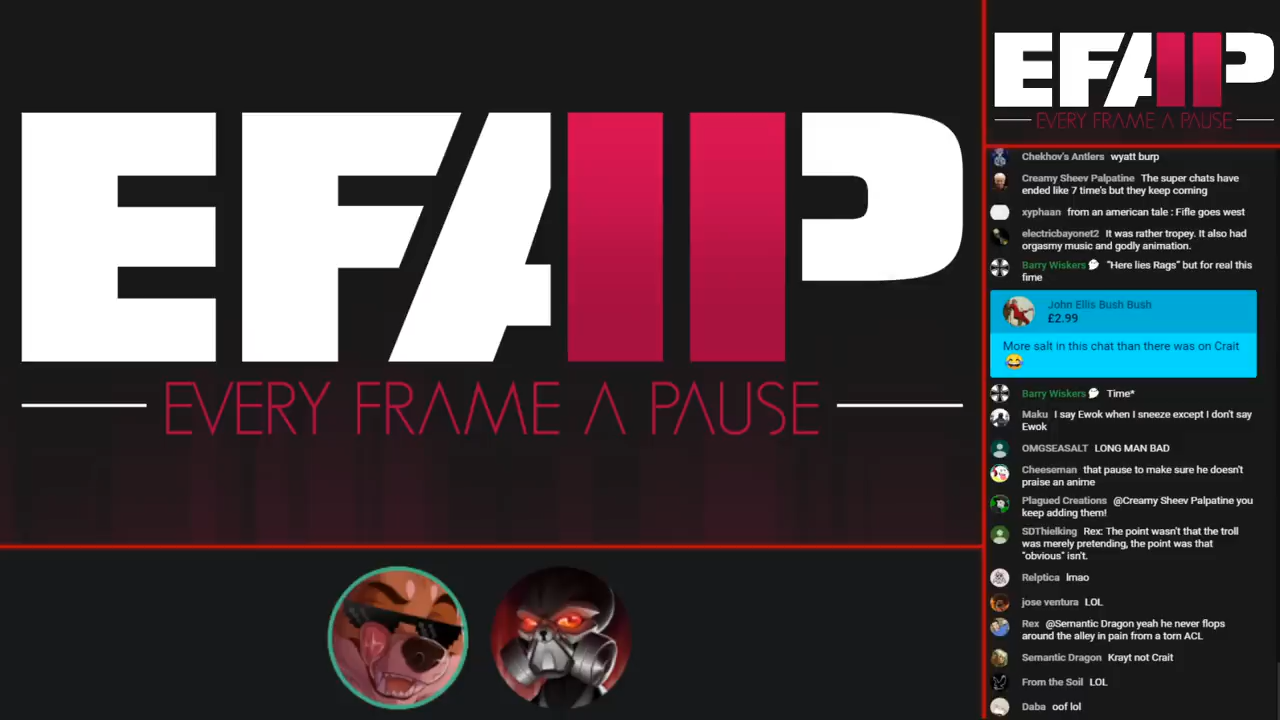 EFAP
EVERY FRAME A PAUSE
EFAP
EVERY FRAME A PAUSE
Chekhov's Antlers wyatt burp
Creamy Sheev Palpatine The super chats have
ended like 7 time's but they keep coming
xyphaan from an american tale : Fifle goes west
electricbayonet2 It was rather tropey. It also had
orgasmy music and godly animation.
Barry Wiskers "Here lies Rags" but for real this
fime
John Ellis Bush Bush
£2.99
More salt in this chat than there was on Crait
Barry Wiskers Time*
Maku I say Ewok when I sneeze except I don't say
Ewok
OMGSEASALT LONG MAN BAD
Cheeseman that pause to make sure he doesn't
praise an anime
Plagued Creations @Creamy Sheev Palpatine you
keep adding them!
SDThielking Rex: The point wasn't that the troll
was merely pretending, the point was that
"obvious" isn't.
Relptica lmao
jose ventura LOL
Rex @Semantic Dragon yeah he never flops
around the alley in pain from a torn ACL
Semantic Dragon Krayt not Crait
From the Soil LOL
Daba oof lol